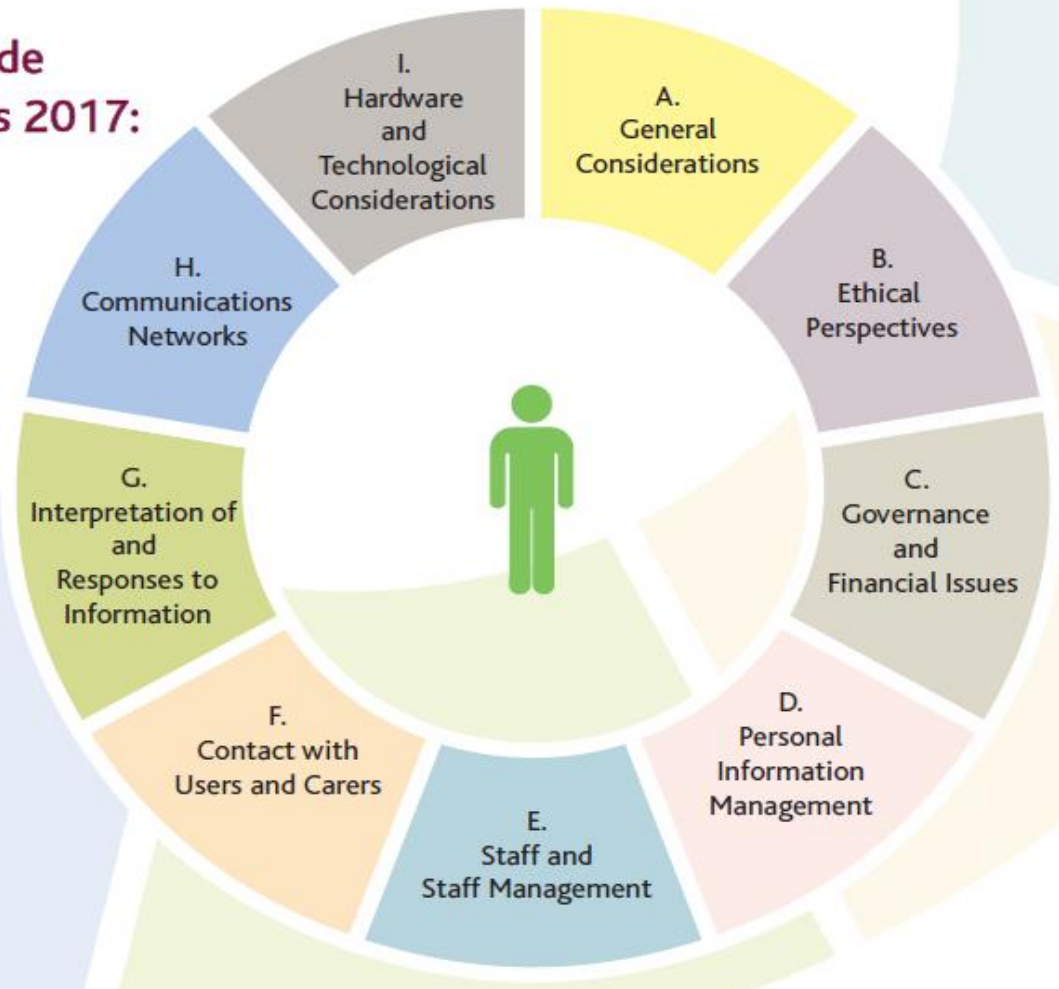 de
s 2017:
A.
General
Considerations
B.
Ethical
Perspectives
C.
Governance
and
Financial Issues
D.
Personal
Information
Management
E.
Staff and
Staff Management
F.
Contact with
Users and Carers
G.
Interpretation of
and
Responses to
Information
H.
Communications
Networks
I.
Hardware
and
Technological
Considerations